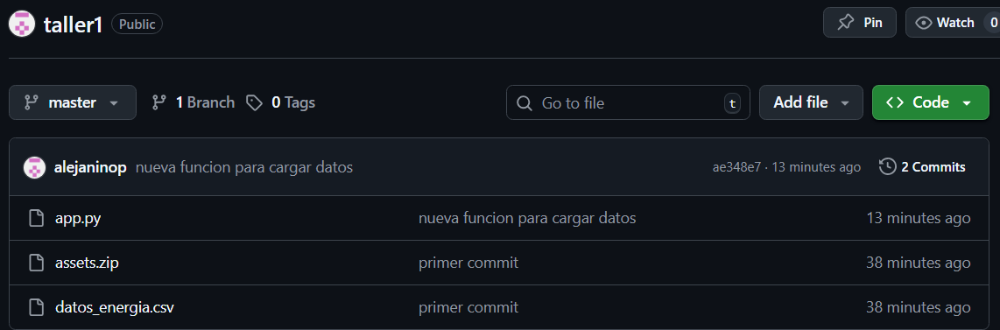 taller1 Public Pin Watch 0
master 1 Branch 0 Tags Go to file t Add file Code
alejaninop nueva funcion para cargar datos ae348e7 · 13 minutes ago 2 Commits
app.py nueva funcion para cargar datos 13 minutes ago
assets.zip primer commit 38 minutes ago
datos_energia.csv primer commit 38 minutes ago